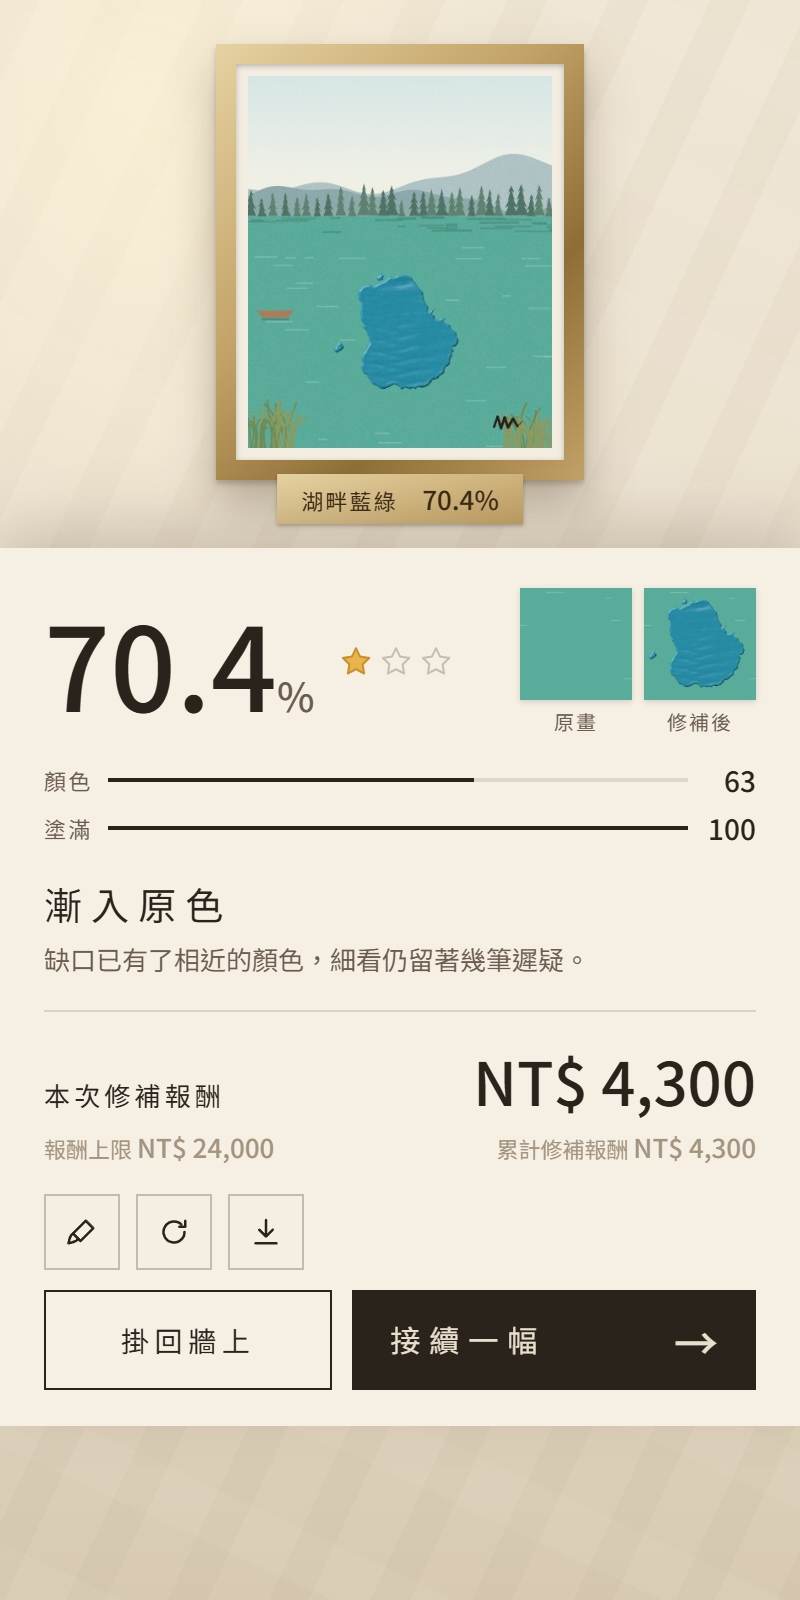 湖畔藍綠 70.4%
70.4%
原畫 修補後
顏色 63
塗滿 100
漸入原色
缺口已有了相近的顏色，細看仍留著幾筆遲疑。
本次修補報酬 NT$ 4,300
報酬上限 NT$ 24,000 累計修補報酬 NT$ 4,300
掛回牆上 接續一幅 →